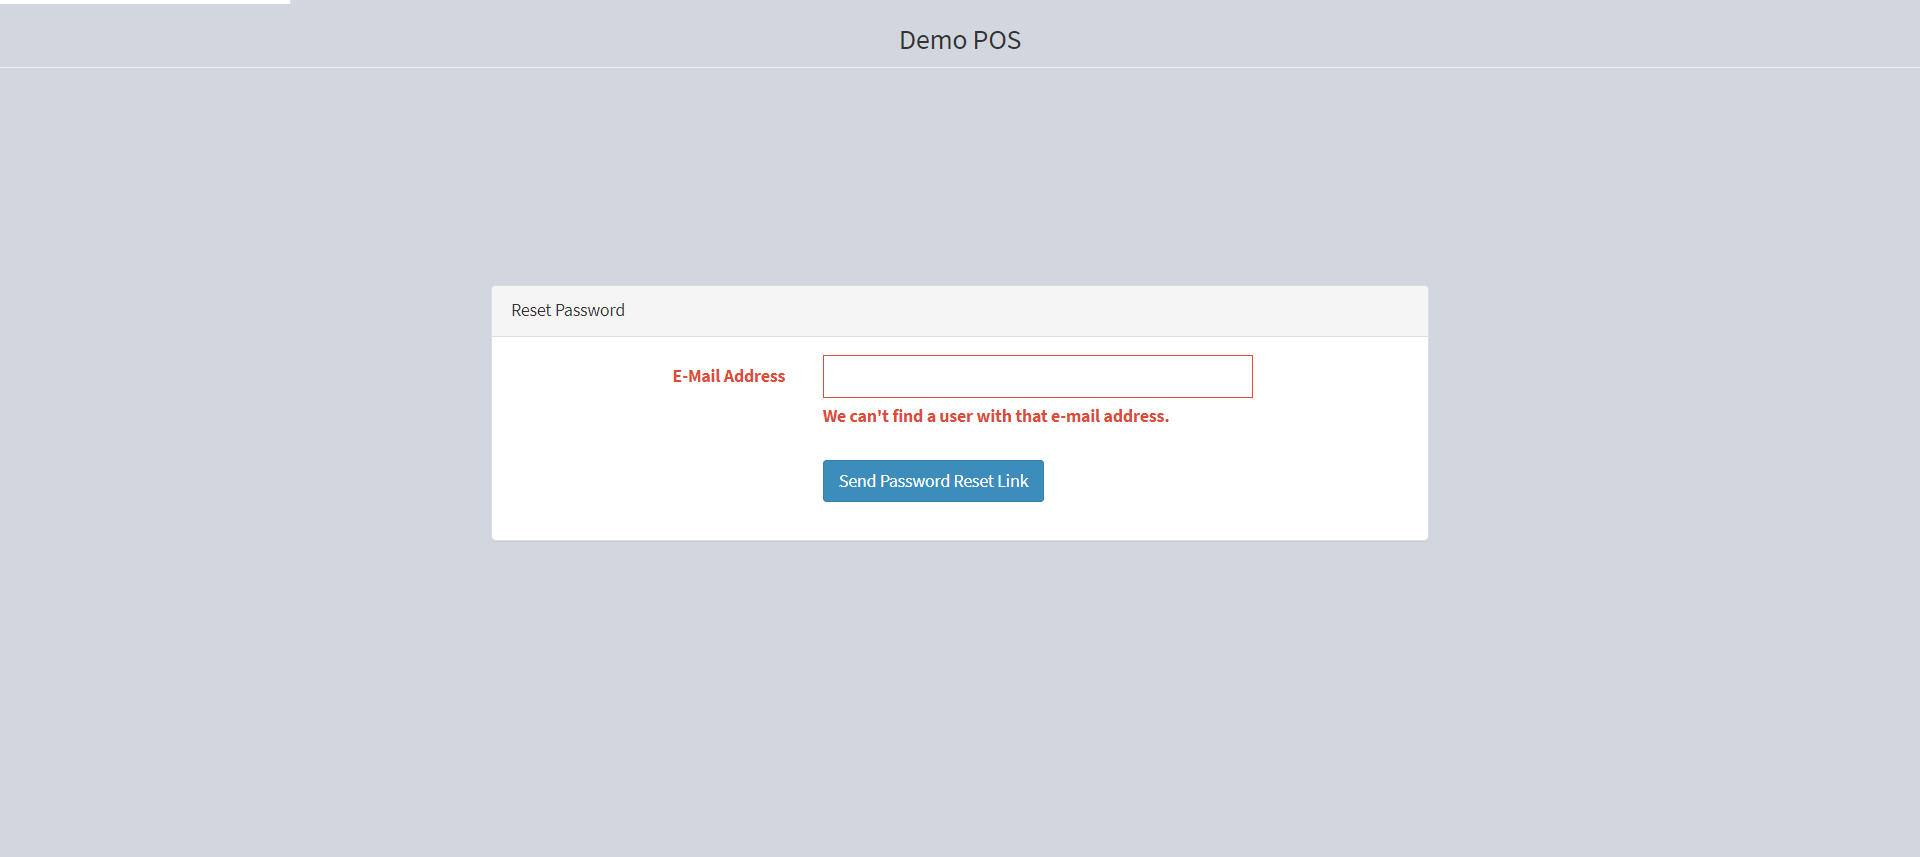 Demo POS
Reset Password
E-Mail Address
We can't find a user with that e-mail address.
Send Password Reset Link